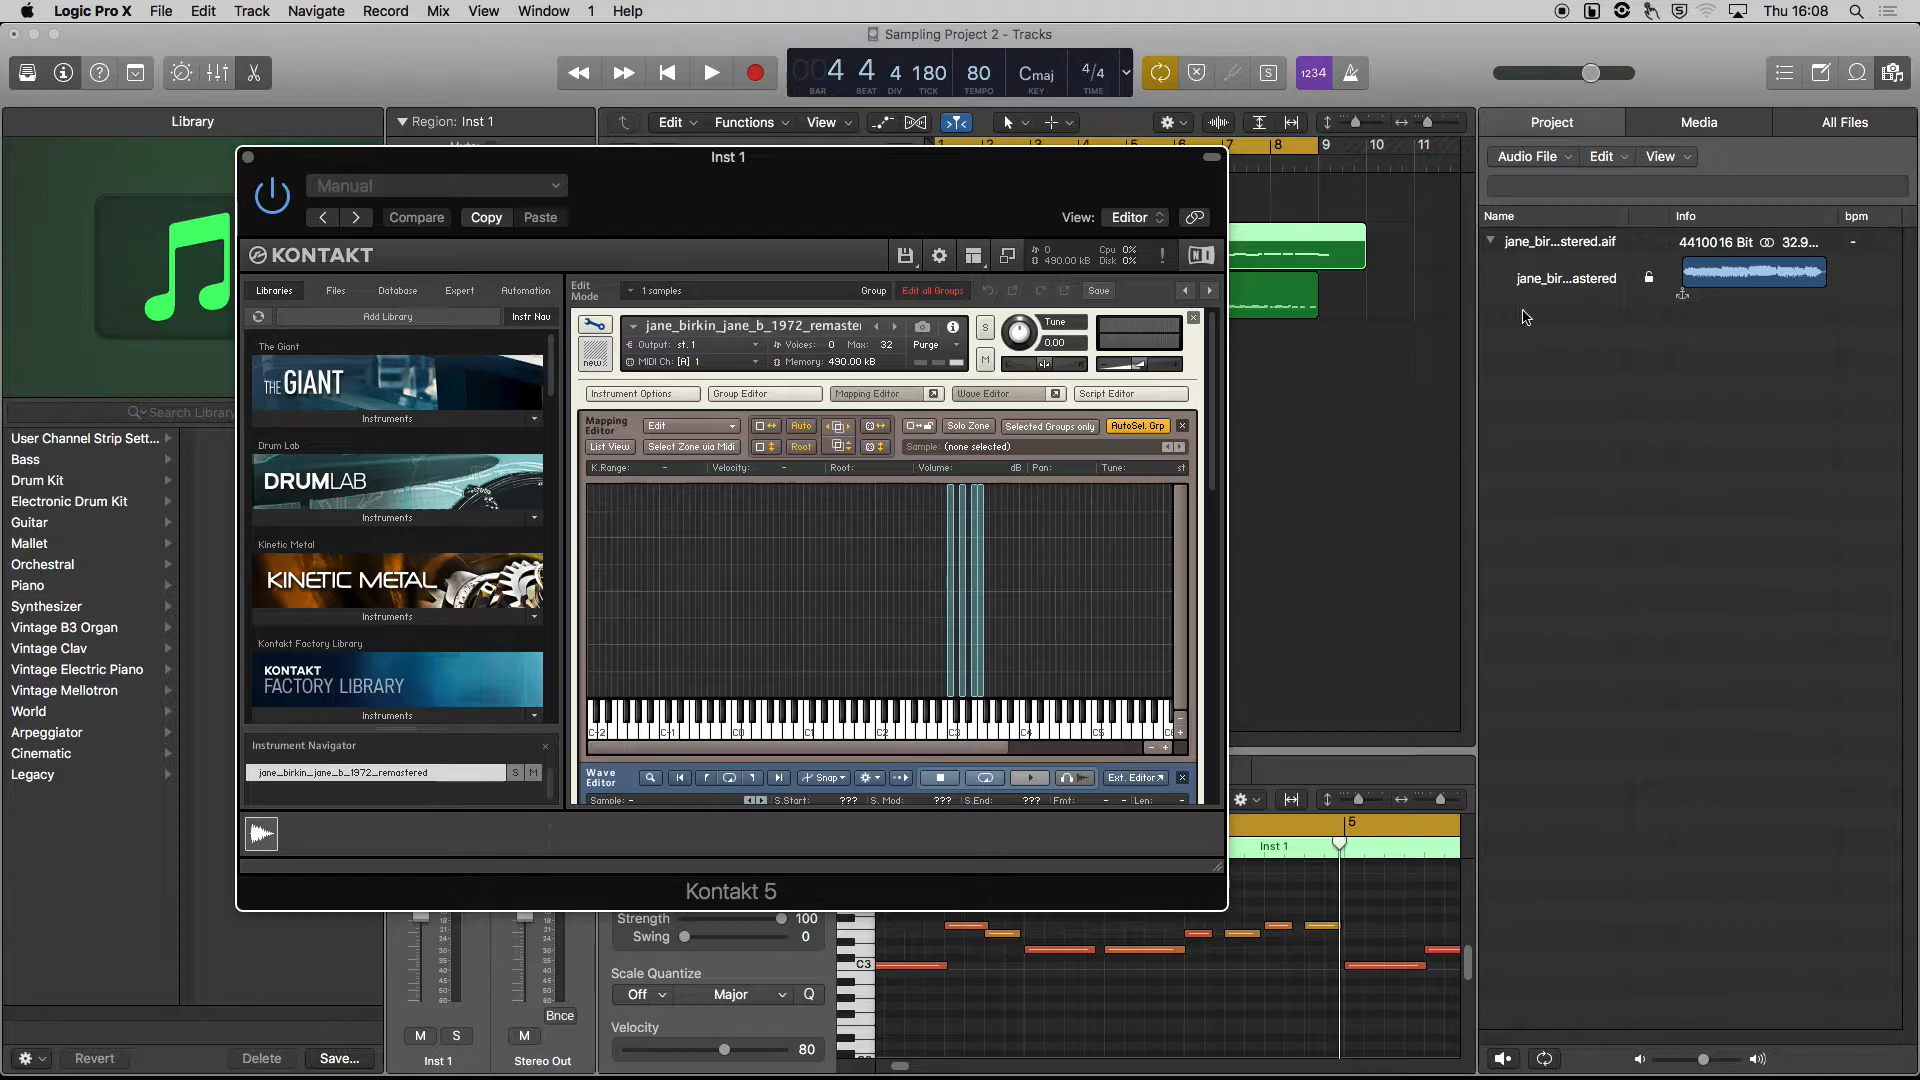 Logic Pro X File Edit Track Navigate Record Mix View Window 1 Help
Thu 16:08
Sampling Project 2 - Tracks
4 4 4 180 80 Cmaj 4/4
BAR BEAT DIV TICK TEMPO KEY TIME
1234
S
Library
Region: Inst 1
Edit Functions View
Project Media All Files
Audio File Edit View
1 2 3 4 5 6 7 8 9 10 11
Inst 1
Manual
Compare Copy Paste
View: Editor
Name Info bpm
jane_bir...stered.aif 4410016 Bit 32.9... -
jane_bir...astered
KONTAKT
0
490.00 kB
Cpu 0%
Disk 0%
Libraries Files Database Expert Automation
Add Library Instr Nav
Edit Mode
1 samples Group Edit all Groups Save
jane_birkin_jane_b_1972_remaster
Output: st.1 Voices: 0 Max: 32 Purge
MIDI Ch: [A] 1 Memory: 490.00 kB
S
M
Tune
0.00
new!
Instrument Options Group Editor Mapping Editor Wave Editor Script Editor
Mapping Editor
Edit Auto Solo Zone Selected Groups only AutoSel. Grp
List View Select Zone via Midi Root Sample: (none selected)
K.Range: - Velocity: - Root: Volume: dB Pan: Tune: st
C-2 C-1 C0 C1 C2 C3 C4 C5
The Giant
THE GIANT
Instruments
Drum Lab
DRUMLAB
Instruments
Kinetic Metal
KINETIC METAL
Instruments
Kontakt Factory Library
KONTAKT
FACTORY LIBRARY
Instruments
Instrument Navigator
jane_birkin_jane_b_1972_remastered S M
Wave Editor
Snap Ext. Editor
Sample: - S.Start: ??? S. Mod: ??? S.End: ??? Fmt: - - Len: -
Kontakt 5
Search Library
User Channel Strip Sett...
Bass
Drum Kit
Electronic Drum Kit
Guitar
Mallet
Orchestral
Piano
Synthesizer
Vintage B3 Organ
Vintage Clav
Vintage Electric Piano
Vintage Mellotron
World
Arpeggiator
Cinematic
Legacy
Revert Delete Save...
Bnce
M S M
Inst 1 Stereo Out
Strength 100
Swing 0
Scale Quantize
Off Major Q
Velocity
80
5
Inst 1
C3